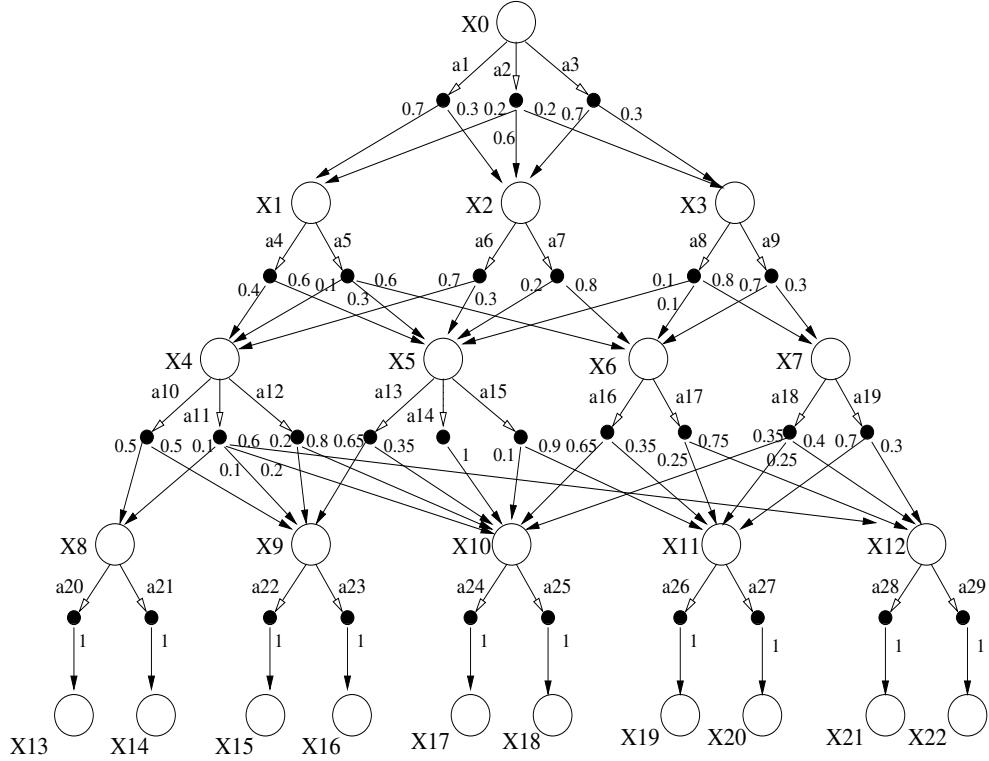 X0
a1 a2 a3
0.7 0.3 0.2 0.2 0.7 0.3
0.6
X1 X2 X3
a4 a5 a6 a7 a8 a9
0.4 0.6 0.1 0.6 0.7 0.2 0.8 0.1 0.8 0.7 0.3
0.3 0.3 0.1
X4 X5 X6 X7
a10 a11 a12 a13 a14 a15 a16 a17 a18 a19
0.5 0.5 0.1 0.6 0.2 0.8 0.65 0.35 1 0.1 0.9 0.65 0.35 0.75 0.35 0.4 0.7 0.3
0.1 0.2 0.25 0.25
X8 X9 X10 X11 X12
a20 a21 a22 a23 a24 a25 a26 a27 a28 a29
1 1 1 1 1 1 1 1 1 1
X13 X14 X15 X16 X17 X18 X19 X20 X21 X22